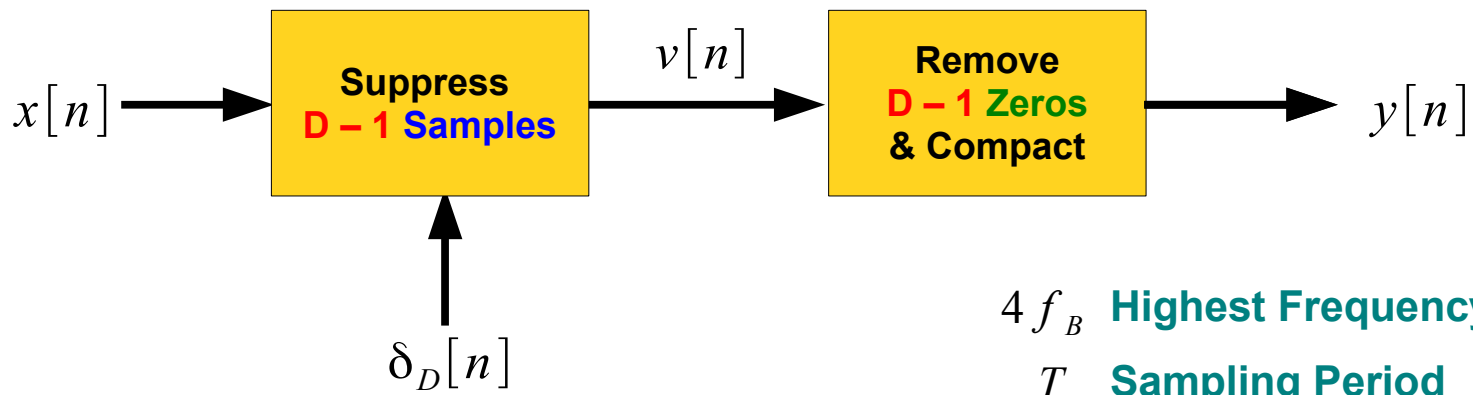 x[n]
Suppress
D – 1 Samples
v[n]
Remove
D – 1 Zeros
& Compact
y[n]
δ_D[n]
4 f_B Highest Frequency
T Sampling Period